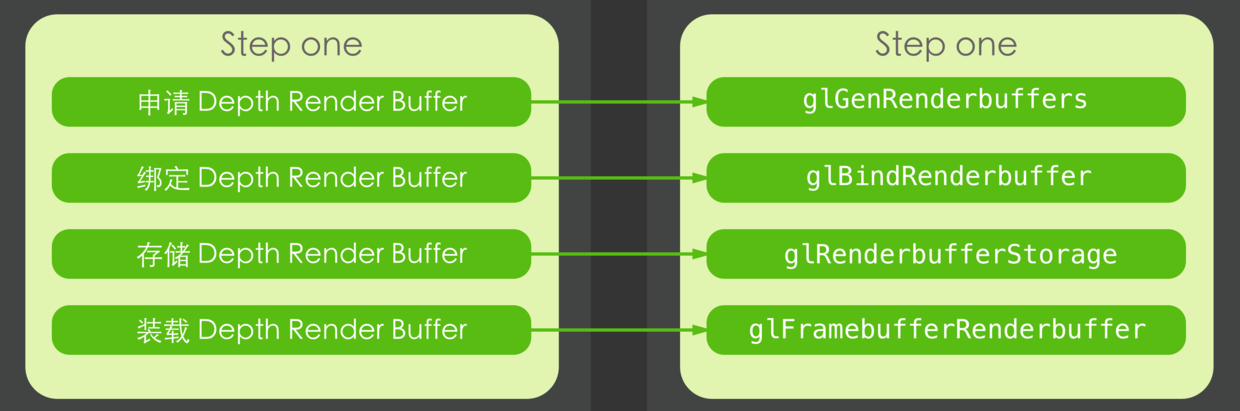 Step one
申请 Depth Render Buffer
绑定 Depth Render Buffer
存储 Depth Render Buffer
装载 Depth Render Buffer
Step one
glGenRenderbuffers
glBindRenderbuffer
glRenderbufferStorage
glFramebufferRenderbuffer